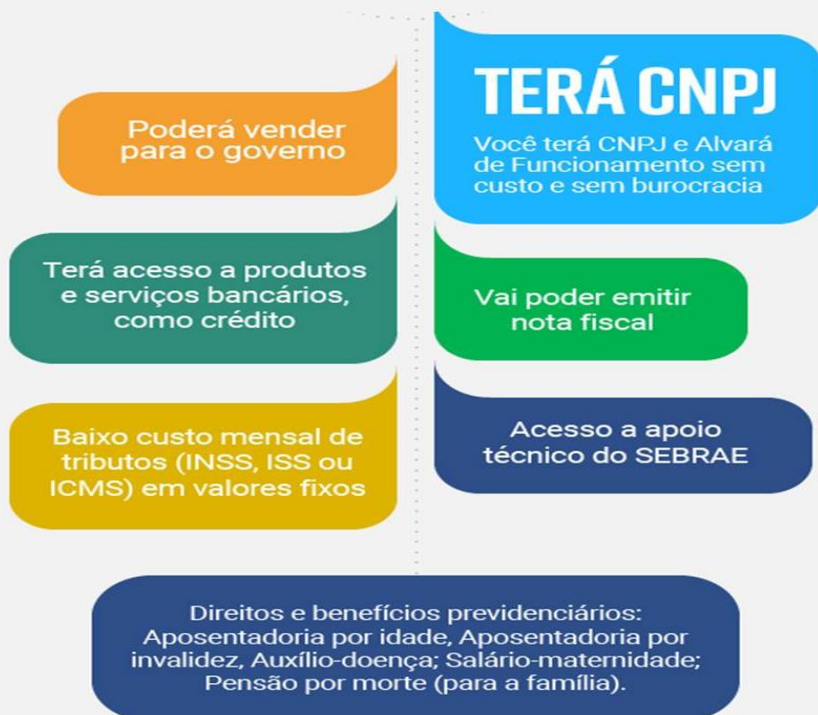 TERÁ CNPJ
Você terá CNPJ e Alvará
de Funcionamento sem
custo e sem burocracia
Poderá vender
para o governo
Vai poder emitir
nota fiscal
Terá acesso a produtos
e serviços bancários,
como crédito
Acesso a apoio
técnico do SEBRAE
Baixo custo mensal de
tributos (INSS, ISS ou
ICMS) em valores fixos
Direitos e benefícios previdenciários:
Aposentadoria por idade, Aposentadoria por
invalidez, Auxílio-doença; Salário-maternidade;
Pensão por morte (para a família).